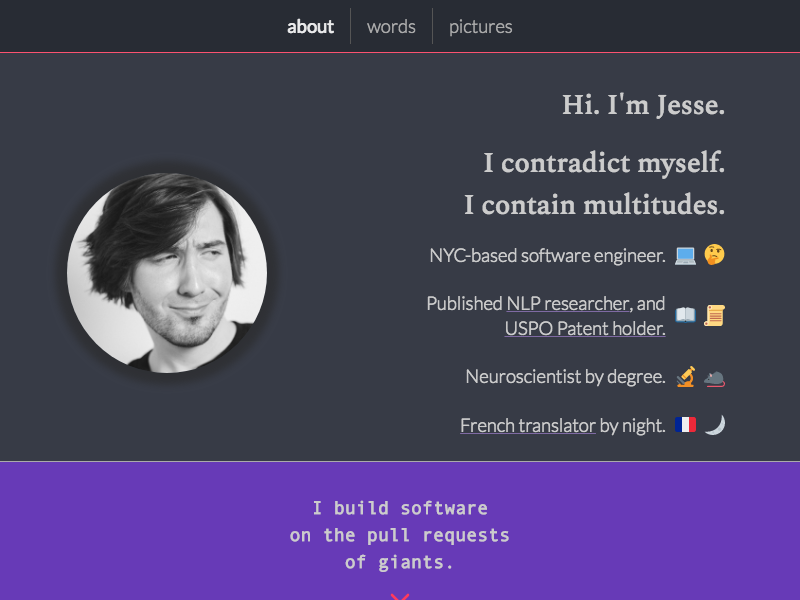 about
words
pictures
Hi. I'm Jesse.
I contradict myself.
I contain multitudes.
NYC-based software engineer. 💻 🤔
Published NLP researcher, and
USPO Patent holder. 📖 📜
Neuroscientist by degree. 🔬 🐀
French translator by night. 🇫🇷 🌙
I build software
on the pull requests
of giants.